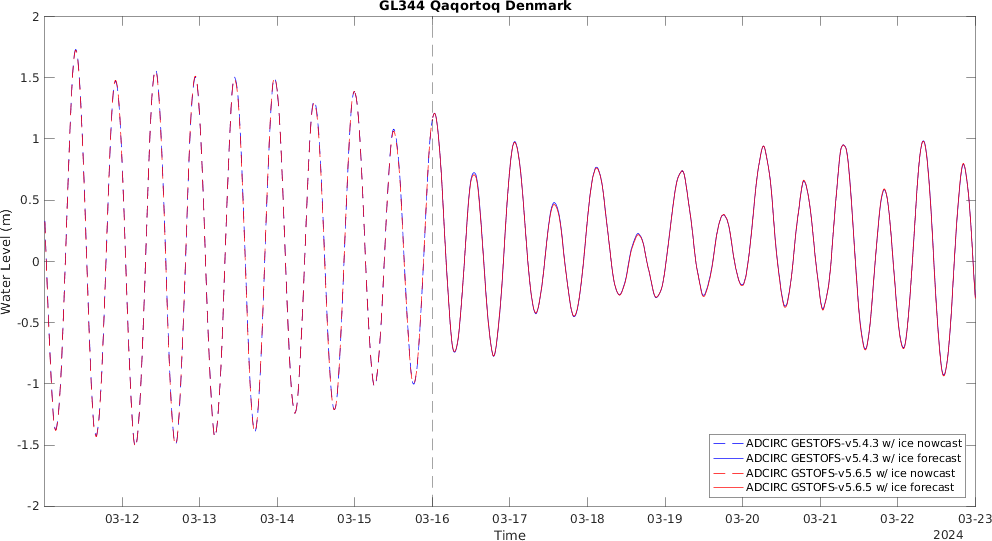 GL344 Qaqortoq Denmark
2
1.5
1
0.5
0
-0.5
-1
-1.5
-2
Water Level (m)
ADCIRC GESTOFS-v5.4.3 w/ ice nowcast
ADCIRC GESTOFS-v5.4.3 w/ ice forecast
ADCIRC GSTOFS-v5.6.5 w/ ice nowcast
ADCIRC GSTOFS-v5.6.5 w/ ice forecast
03-12 03-13 03-14 03-15 03-16 03-17 03-18 03-19 03-20 03-21 03-22 03-23
Time
2024